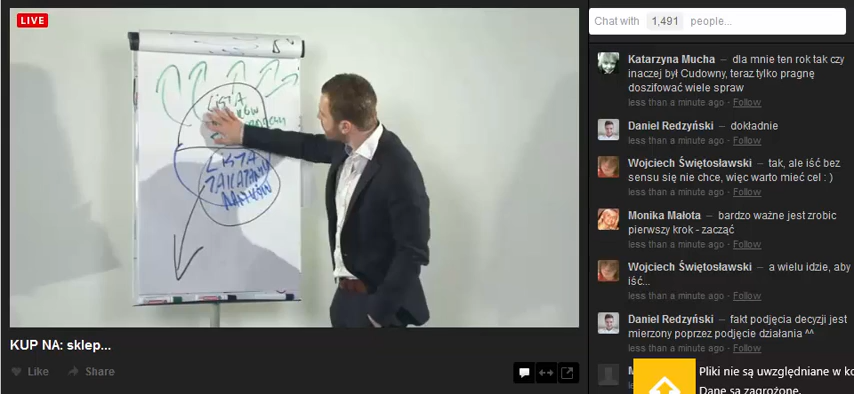 LIVE
LISTA
LISTA
KUP NA: sklep...
Like
Share
Chat with 1,491 people...
Katarzyna Mucha – dla mnie ten rok tak czy
inaczej był Cudowny, teraz tylko pragnę
doszifować wiele spraw
less than a minute ago · Follow
Daniel Redzyński – dokładnie
less than a minute ago · Follow
Wojciech Świętosławski – tak, ale iść bez
sensu się nie chce, więc warto mieć cel : )
less than a minute ago · Follow
Monika Małota – bardzo ważne jest zrobic
pierwszy krok - zacząć
less than a minute ago · Follow
Wojciech Świętosławski – a wielu idzie, aby
iść...
less than a minute ago · Follow
Daniel Redzyński – fakt podjęcia decyzji jest
mierzony poprzez podjęcie działania ^^
less than a minute ago · Follow
Pliki nie są uwzględniane w
Dane są zagrożone.